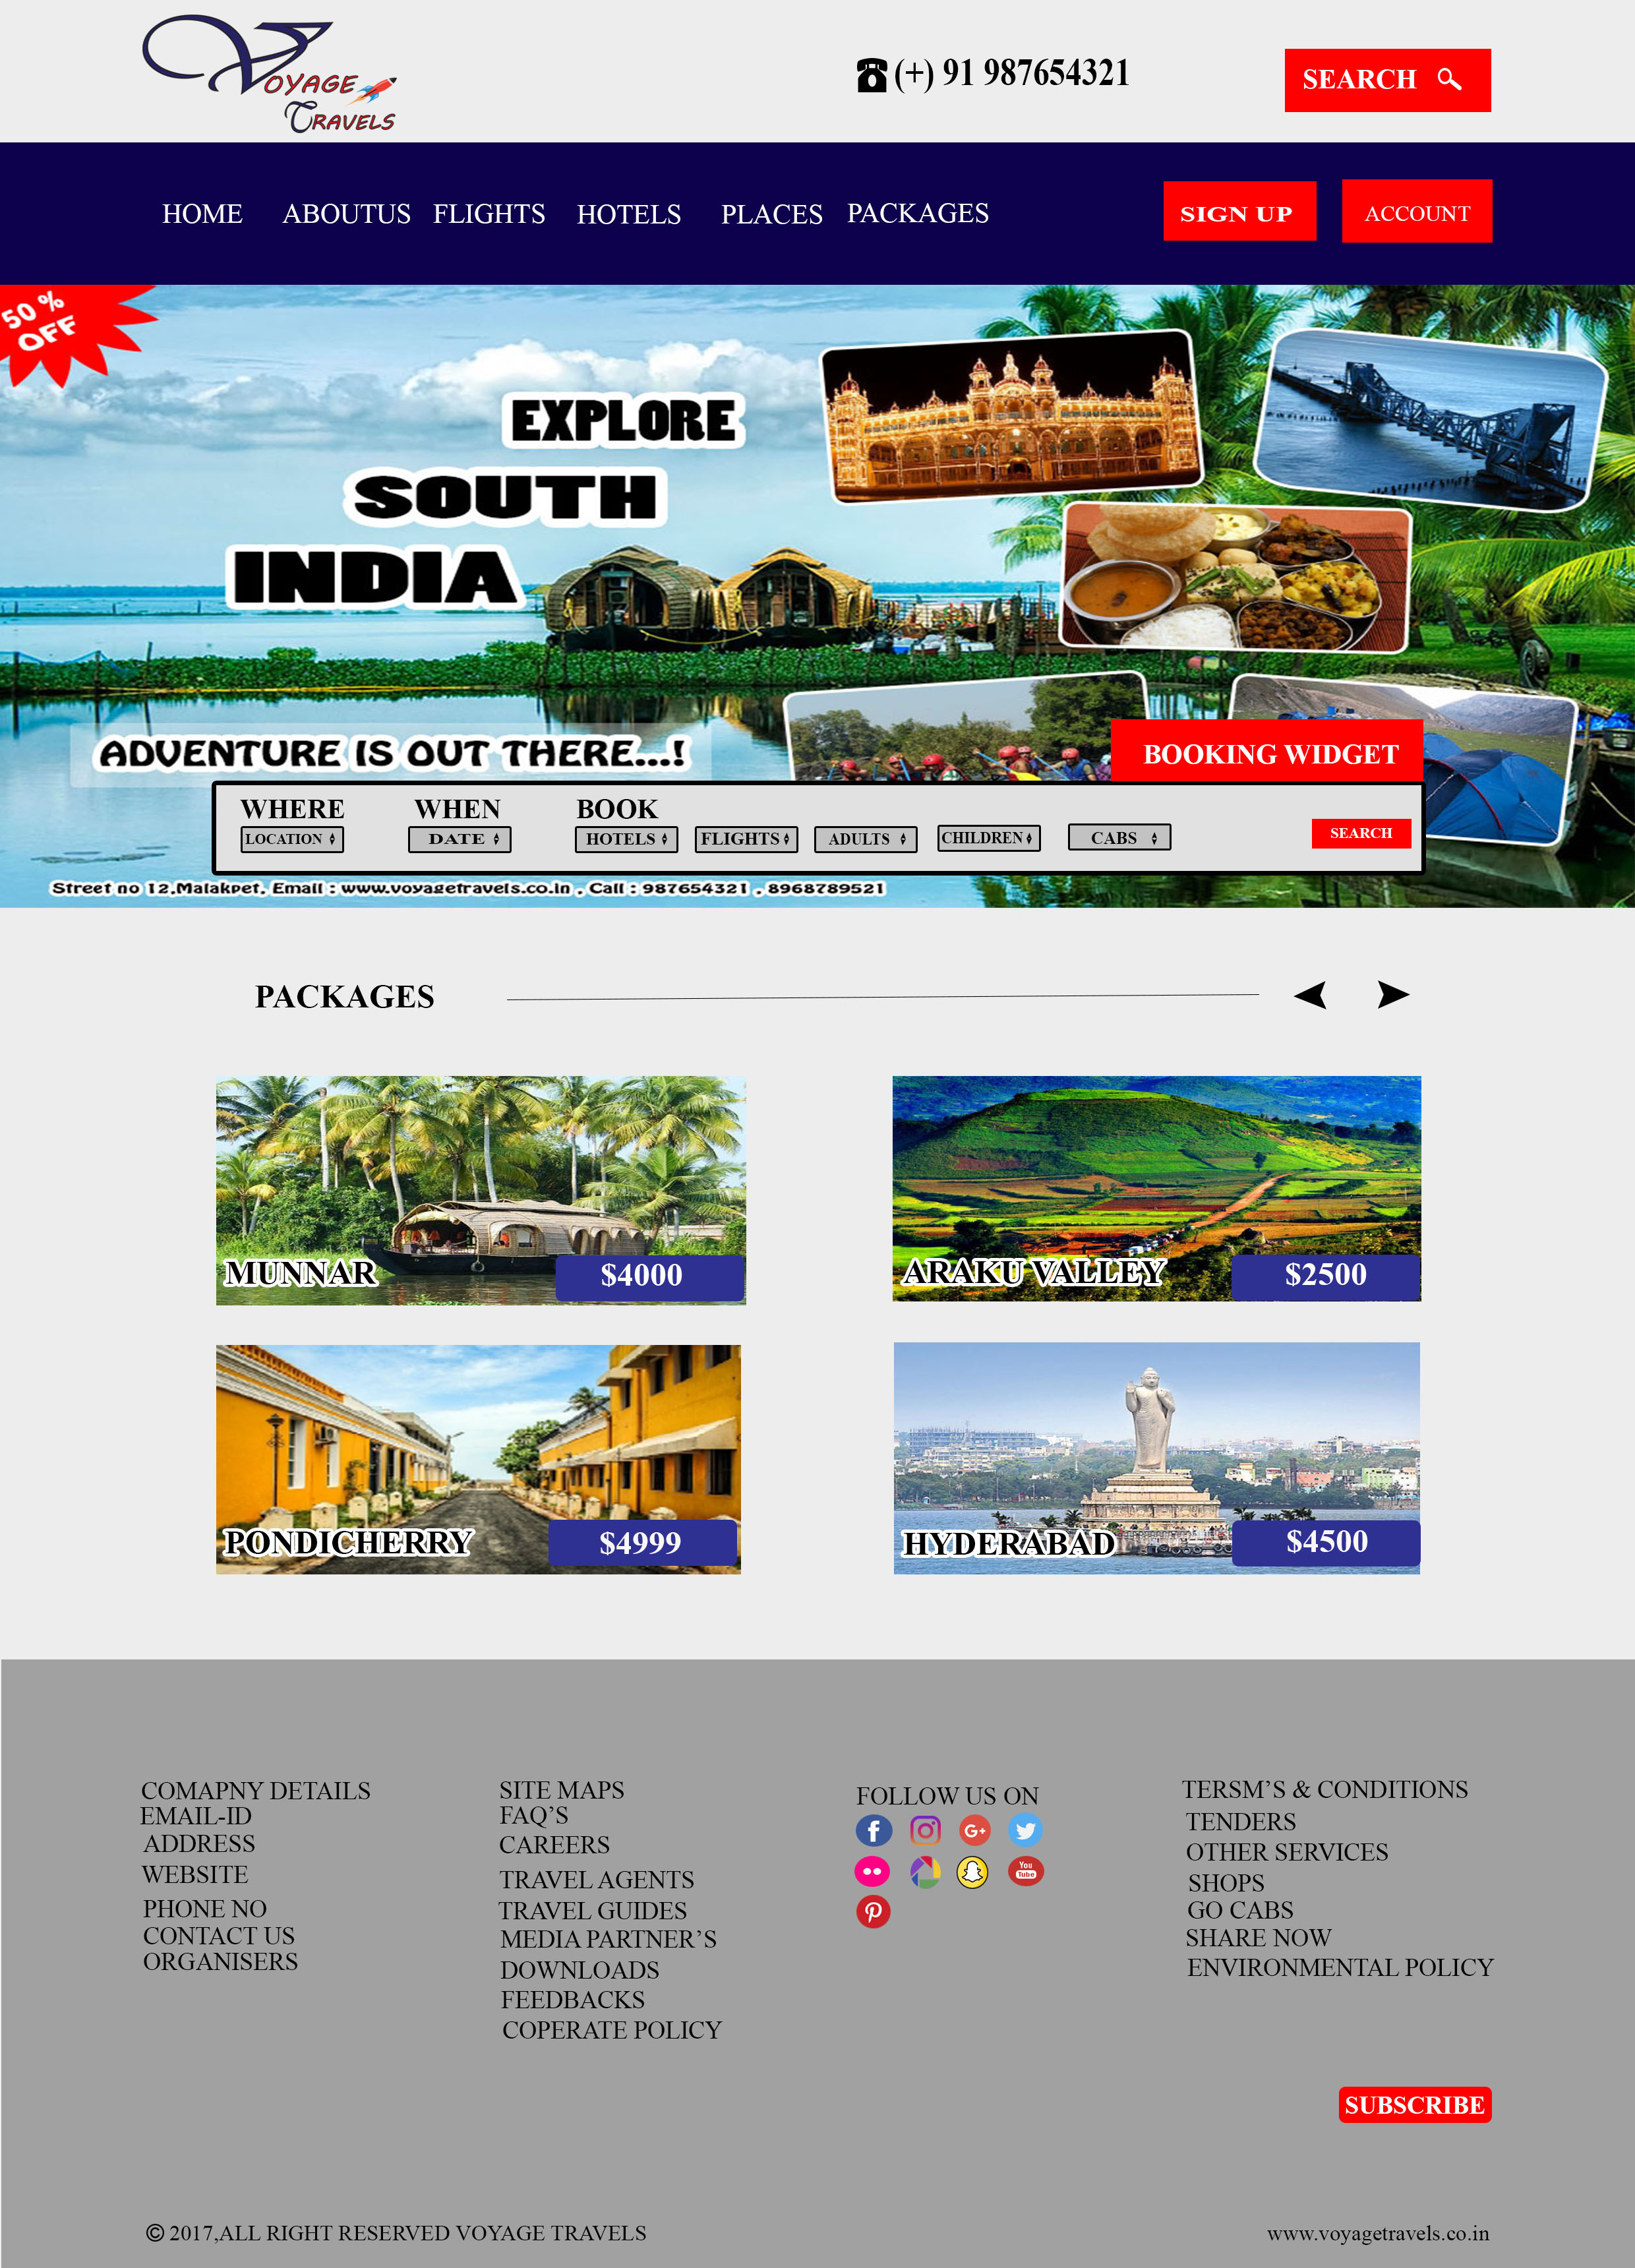 VOYAGE
TRAVELS
(+) 91 987654321
SEARCH
HOME ABOUTUS FLIGHTS HOTELS PLACES PACKAGES
SIGN UP
ACCOUNT
50 %
OFF
EXPLORE
SOUTH
INDIA
ADVENTURE IS OUT THERE...!
BOOKING WIDGET
WHERE WHEN BOOK
LOCATION DATE HOTELS FLIGHTS ADULTS CHILDREN CABS SEARCH
Street no 12,Malakpet, Email : www.voyagetravels.co.in , Call : 987654321 , 8968789521
PACKAGES
MUNNAR $4000
ARAKU VALLEY $2500
PONDICHERRY $4999
HYDERABAD $4500
COMAPNY DETAILS
EMAIL-ID
ADDRESS
WEBSITE
PHONE NO
CONTACT US
ORGANISERS
SITE MAPS
FAQ'S
CAREERS
TRAVEL AGENTS
TRAVEL GUIDES
MEDIA PARTNER'S
DOWNLOADS
FEEDBACKS
COPERATE POLICY
FOLLOW US ON
f G+
You
Tube
TERSM'S & CONDITIONS
TENDERS
OTHER SERVICES
SHOPS
GO CABS
SHARE NOW
ENVIRONMENTAL POLICY
SUBSCRIBE
© 2017,ALL RIGHT RESERVED VOYAGE TRAVELS
www.voyagetravels.co.in